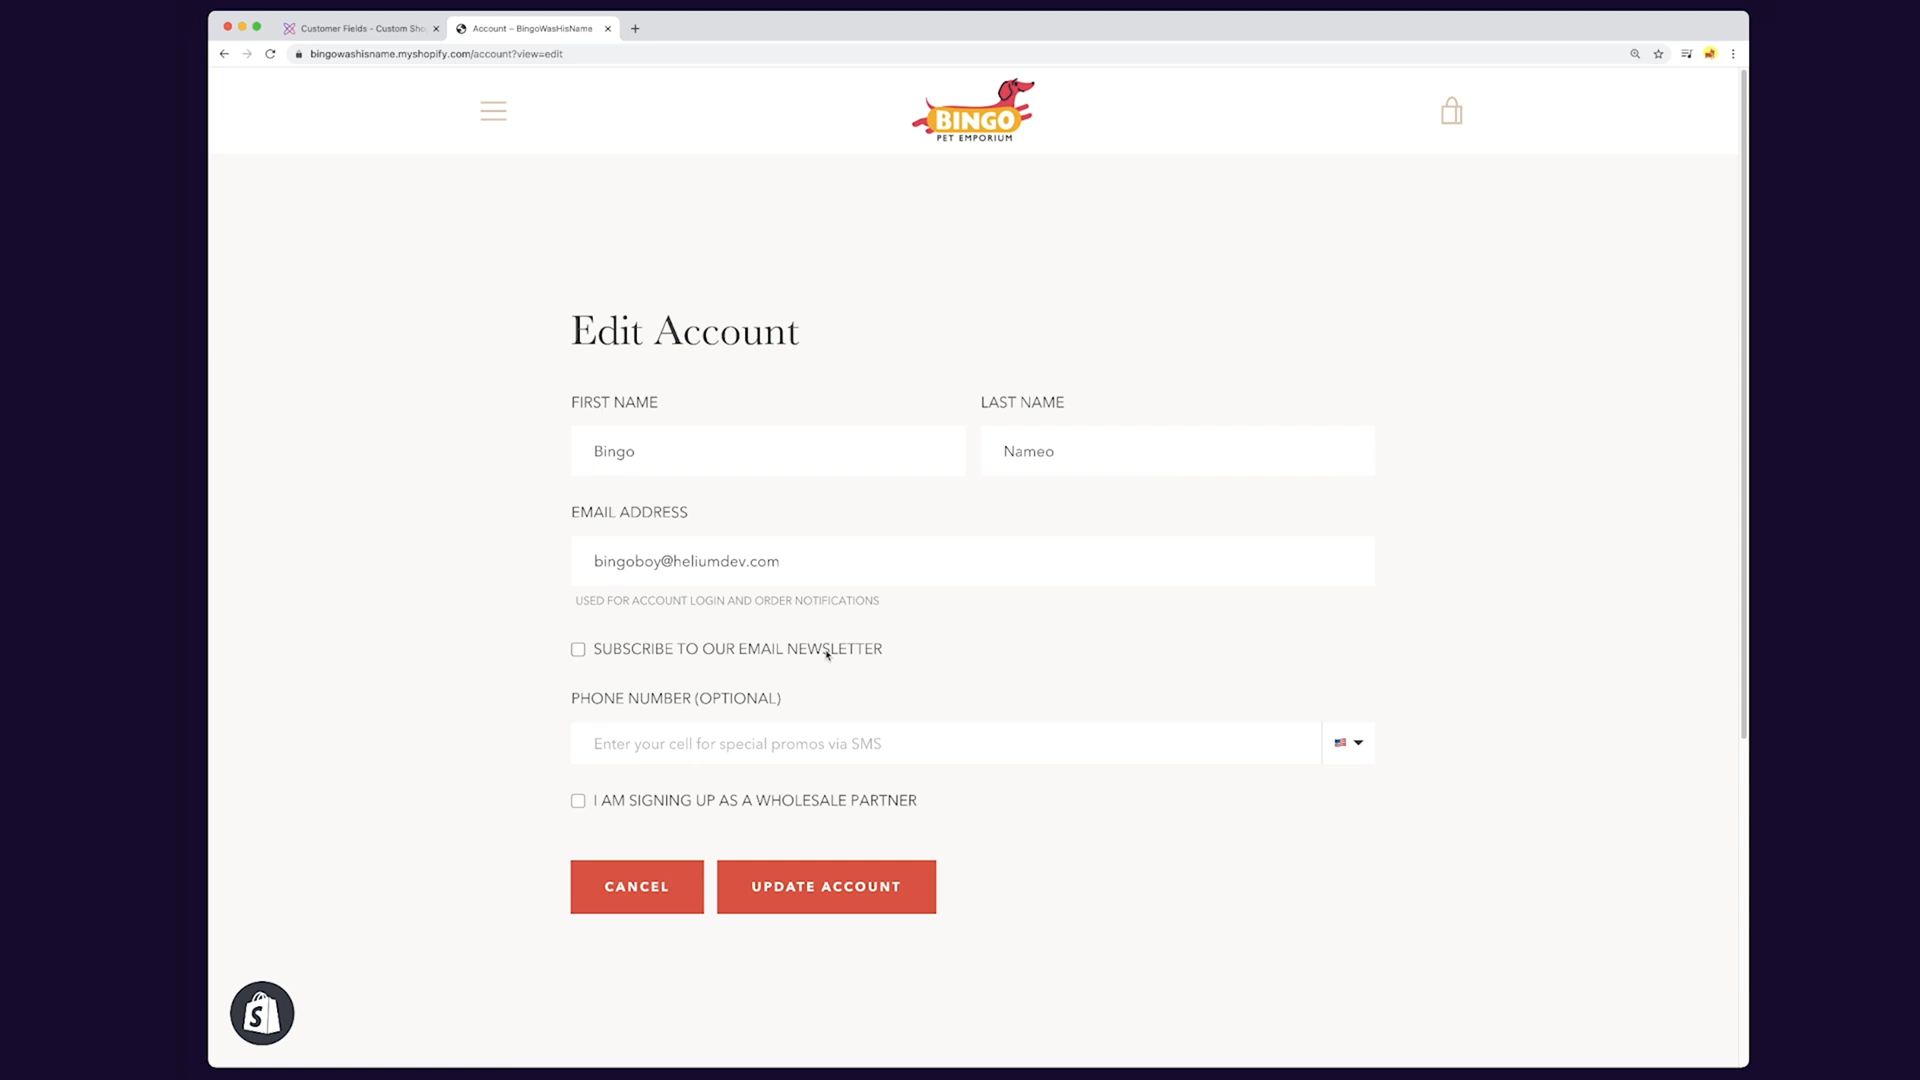 Customer Fields - Custom Sho
Account – BingoWasHisName
bingowashisname.myshopify.com/account?view=edit
BINGO
PET EMPORIUM
Edit Account
FIRST NAME
LAST NAME
Bingo
Nameo
EMAIL ADDRESS
bingoboy@heliumdev.com
USED FOR ACCOUNT LOGIN AND ORDER NOTIFICATIONS
SUBSCRIBE TO OUR EMAIL NEWSLETTER
PHONE NUMBER (OPTIONAL)
Enter your cell for special promos via SMS
I AM SIGNING UP AS A WHOLESALE PARTNER
CANCEL
UPDATE ACCOUNT
S